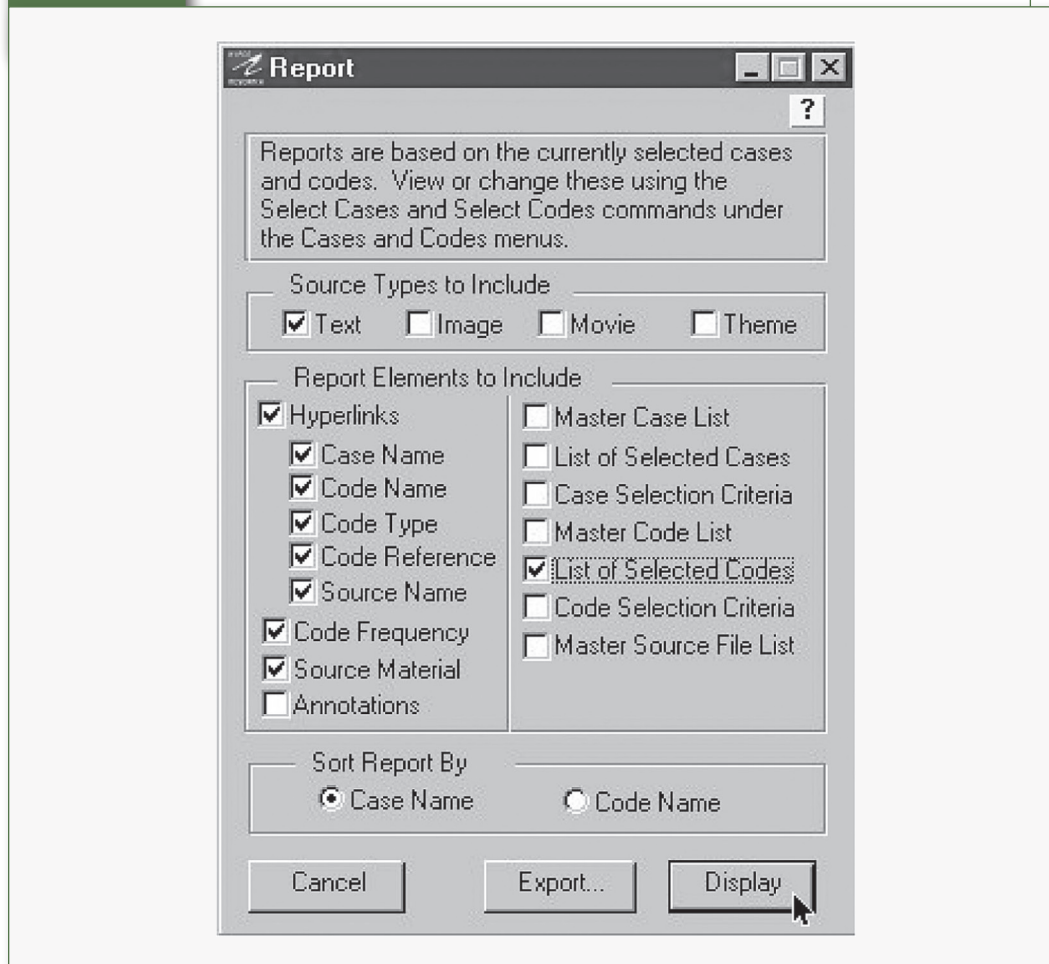 Report
?
Reports are based on the currently selected cases
and codes. View or change these using the
Select Cases and Select Codes commands under
the Cases and Codes menus.
Source Types to Include
Text Image Movie Theme
Report Elements to Include
Hyperlinks
Case Name
Code Name
Code Type
Code Reference
Source Name
Code Frequency
Source Material
Annotations
Master Case List
List of Selected Cases
Case Selection Criteria
Master Code List
List of Selected Codes
Code Selection Criteria
Master Source File List
Sort Report By
Case Name Code Name
Cancel Export... Display